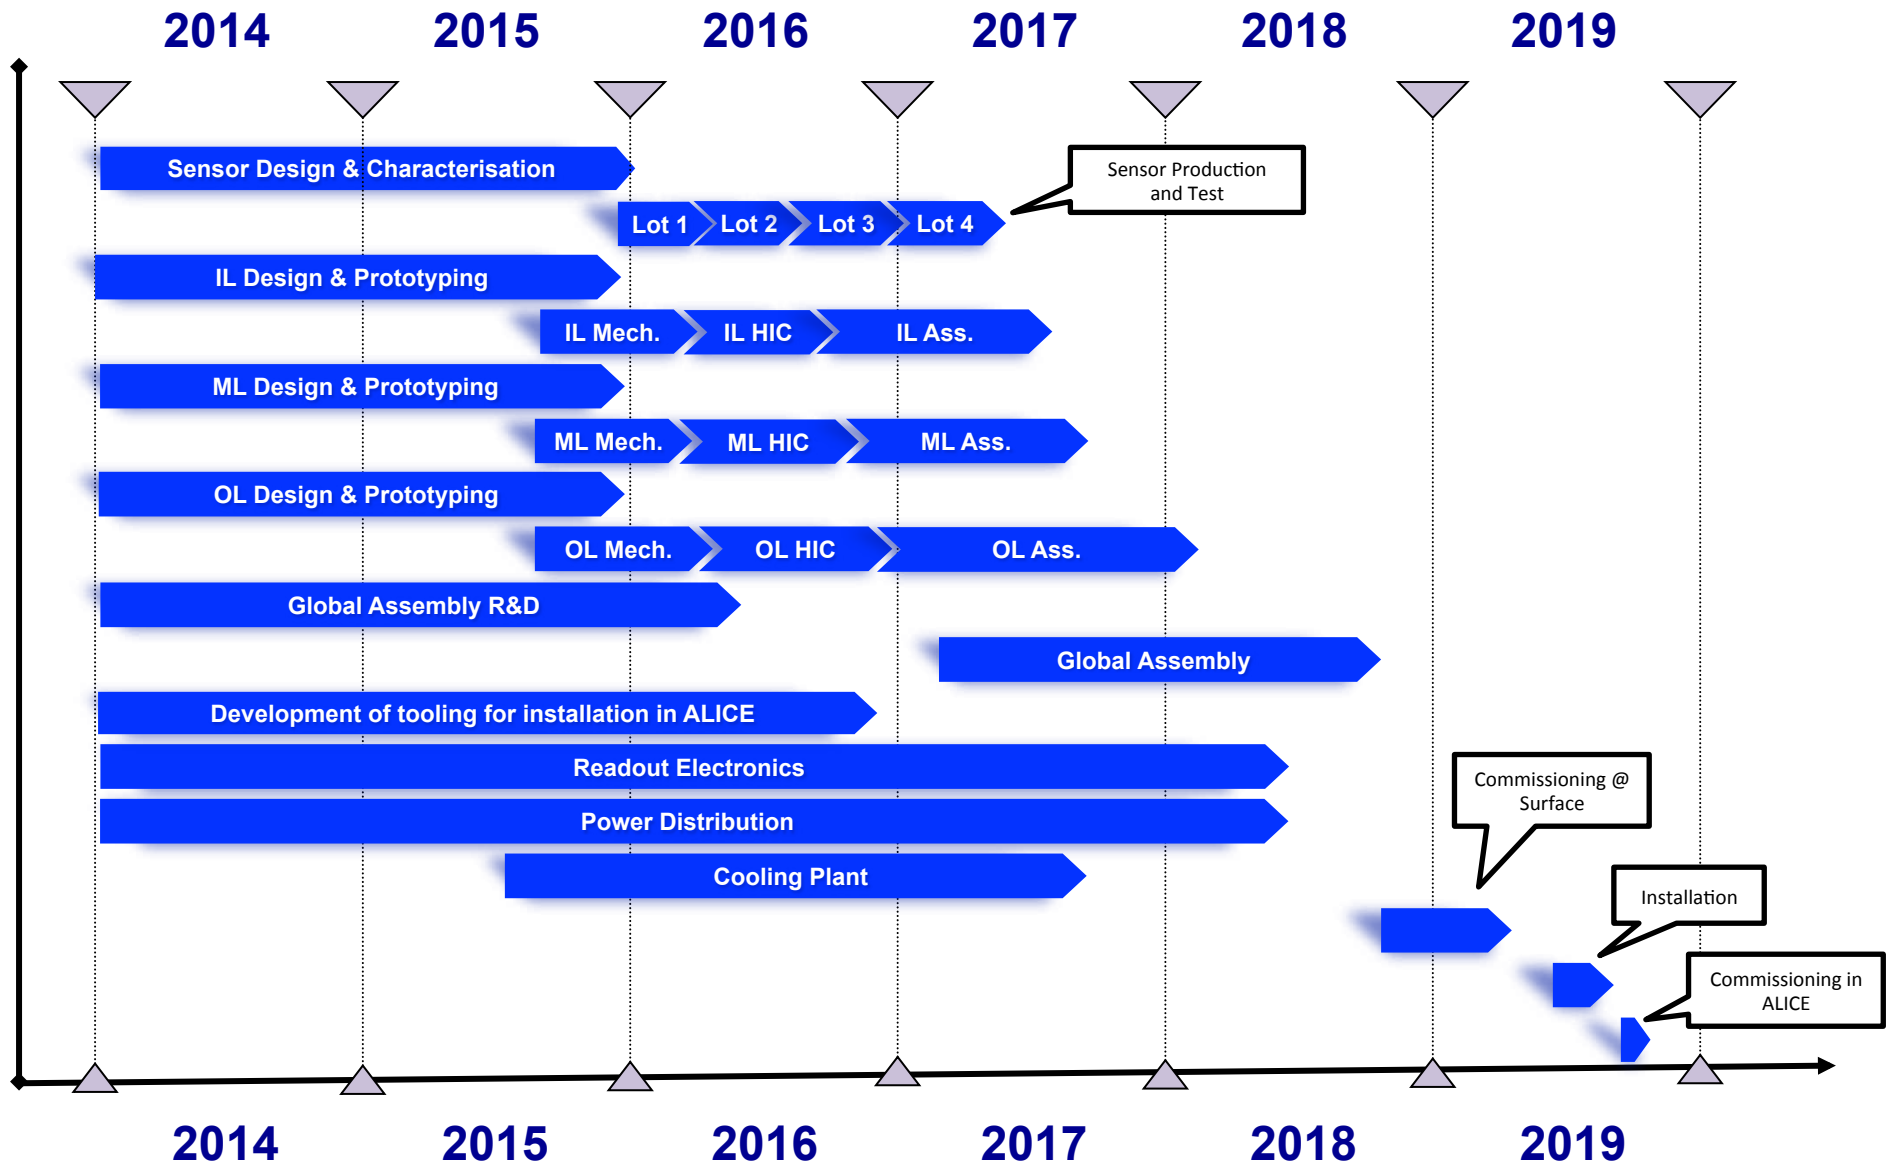 2014 2015 2016 2017 2018 2019
Sensor Design & Characterisation
Sensor Production
and Test
Lot 1 Lot 2 Lot 3 Lot 4
IL Design & Prototyping
IL Mech. IL HIC IL Ass.
ML Design & Prototyping
ML Mech. ML HIC ML Ass.
OL Design & Prototyping
OL Mech. OL HIC OL Ass.
Global Assembly R&D
Global Assembly
Development of tooling for installation in ALICE
Readout Electronics
Commissioning @
Surface
Power Distribution
Cooling Plant
Installation
Commissioning in
ALICE
2014 2015 2016 2017 2018 2019